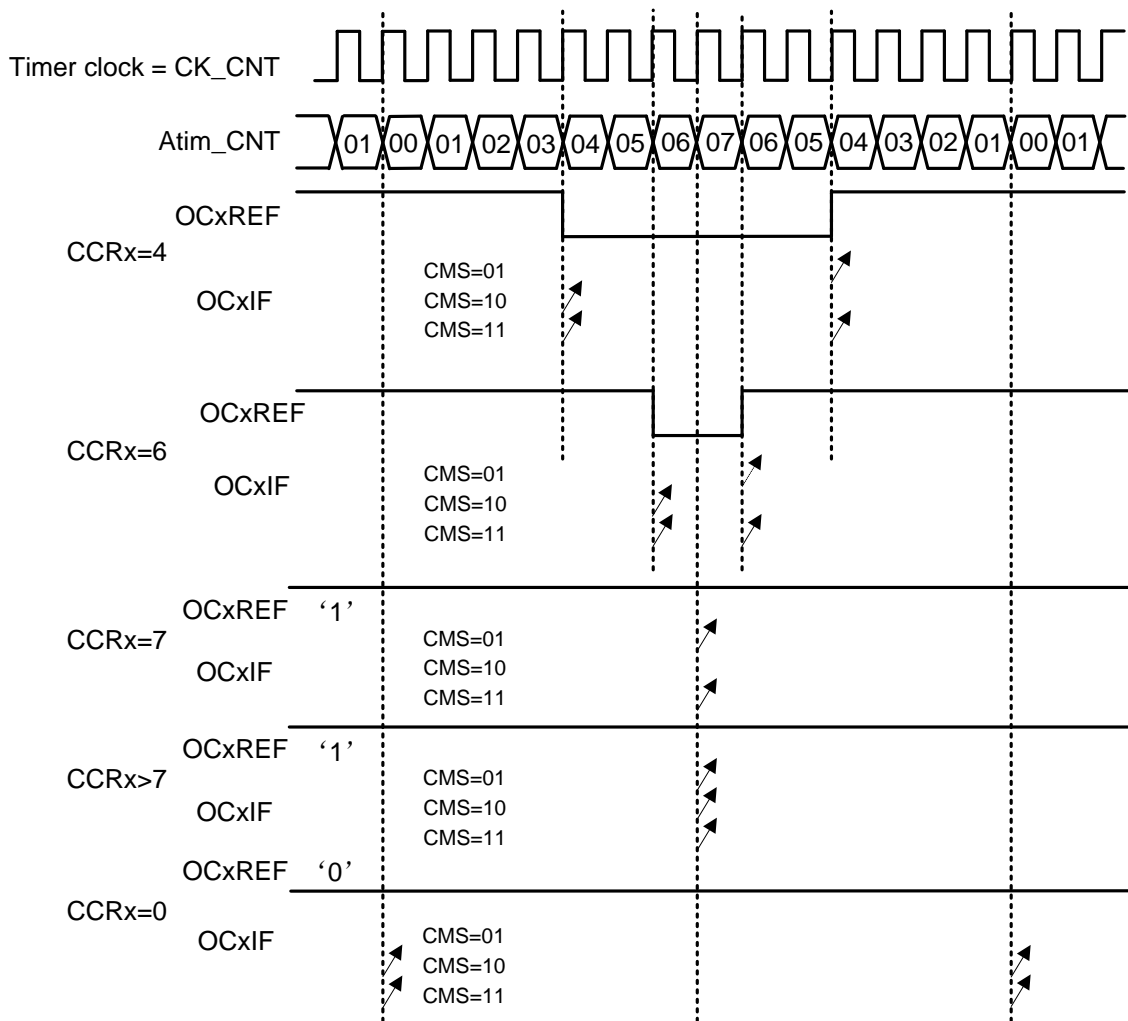 Timer clock = CK_CNT
Atim_CNT 01 00 01 02 03 04 05 06 07 06 05 04 03 02 01 00 01
OCxREF
CCRx=4
CMS=01
OCxIF CMS=10
CMS=11
OCxREF
CCRx=6
CMS=01
OCxIF CMS=10
CMS=11
OCxREF ‘1’
CCRx=7 CMS=01
OCxIF CMS=10
CMS=11
OCxREF ‘1’
CCRx>7 CMS=01
OCxIF CMS=10
CMS=11
OCxREF ‘0’
CCRx=0
OCxIF CMS=01
CMS=10
CMS=11